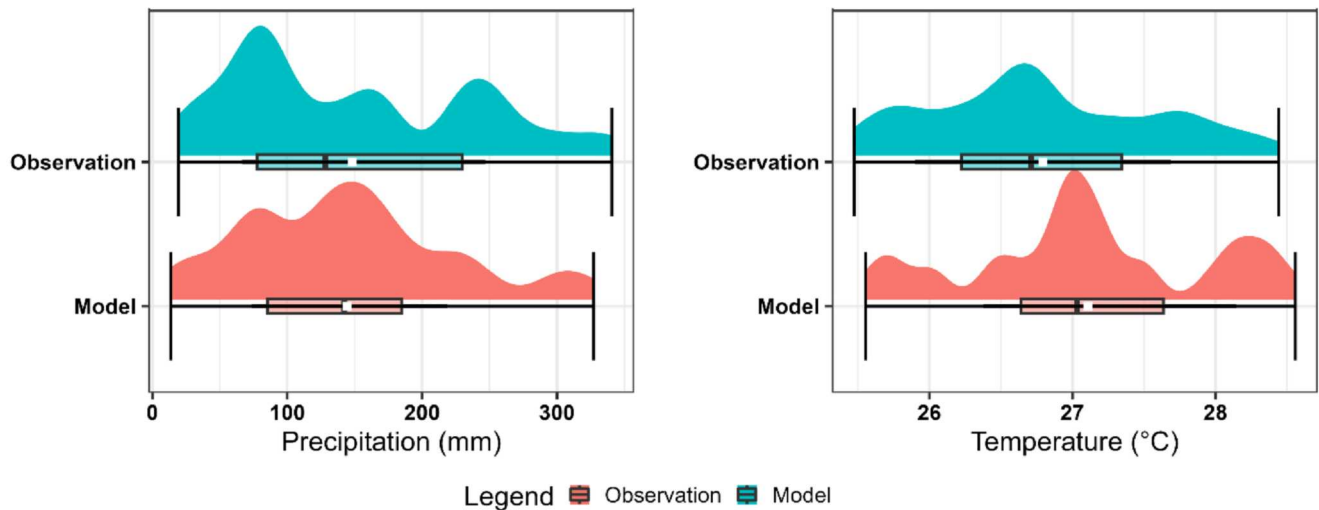 Observation
Model
0 100 200 300
Precipitation (mm)
Observation
Model
26 27 28
Temperature (°C)
Legend Observation Model